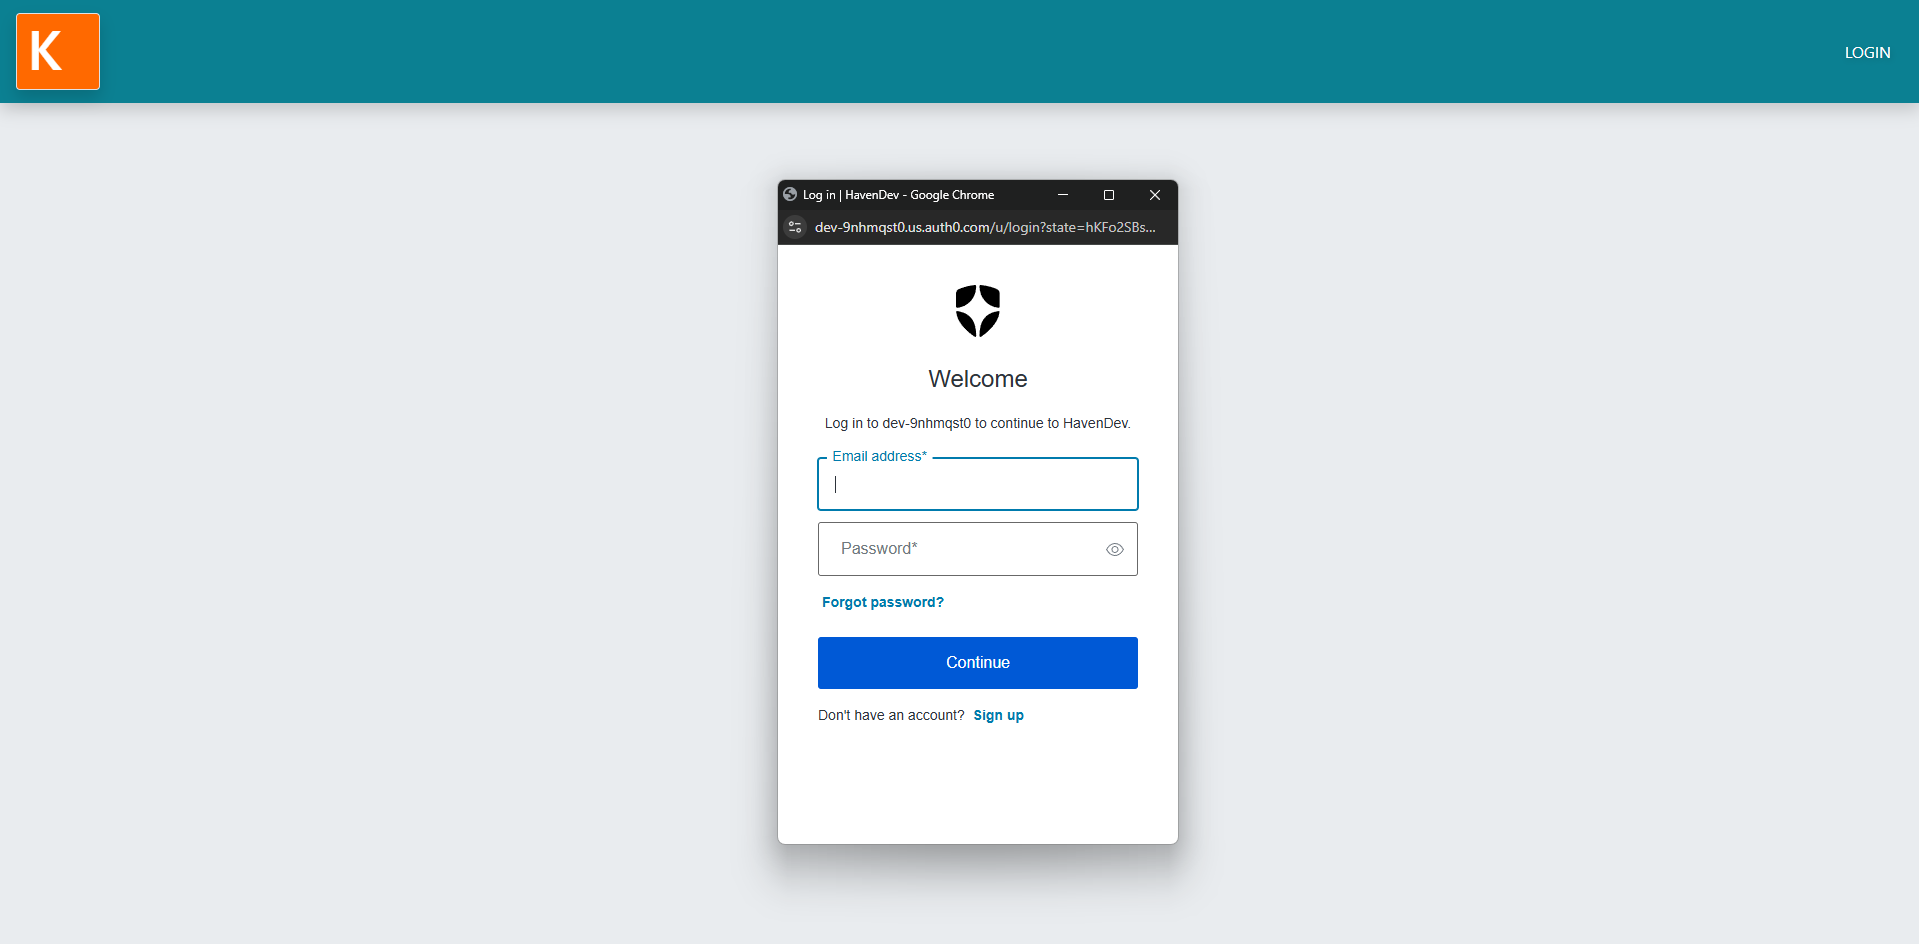 K
LOGIN
Log in | HavenDev - Google Chrome
dev-9nhmqst0.us.auth0.com/u/login?state=hKFo2SBs...
Welcome
Log in to dev-9nhmqst0 to continue to HavenDev.
Email address*
Password*
Forgot password?
Continue
Don't have an account? Sign up